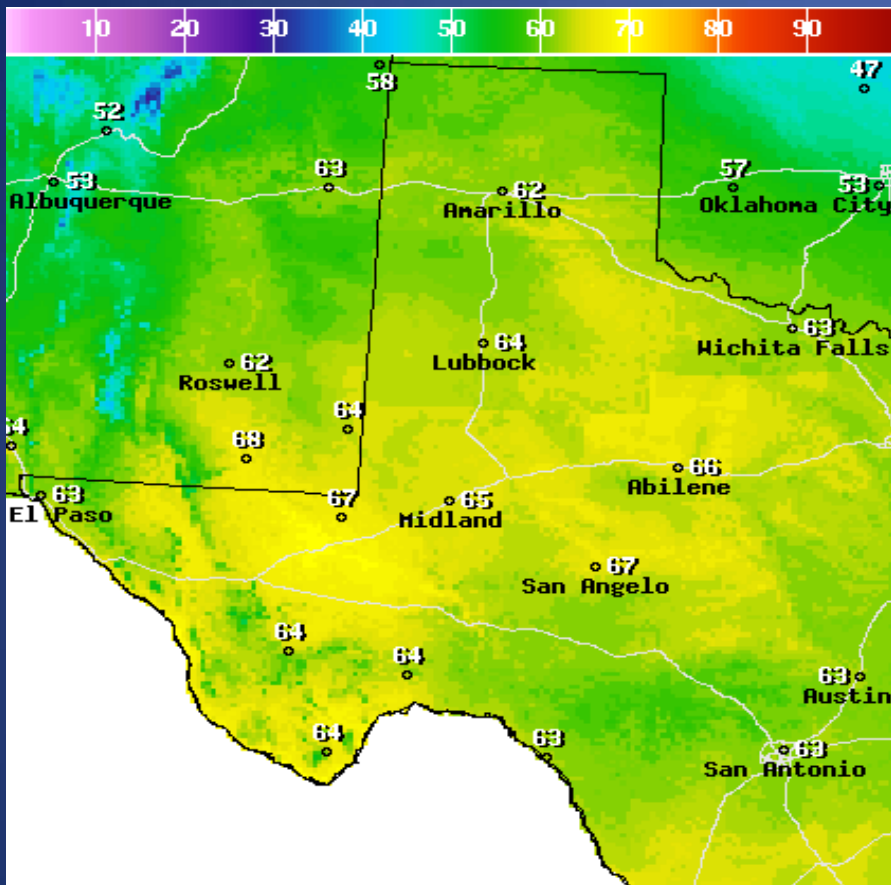 10 20 30 40 50 60 70 80 90
58
47
52
53
Albuquerque
63
62
Amarillo
57
53
Oklahoma City
62
Roswell
64
Lubbock
63
Wichita Falls
64
64
68
66
Abilene
63
El Paso
67
65
Midland
67
San Angelo
64
64
63
Austin
64
63
63
San Antonio